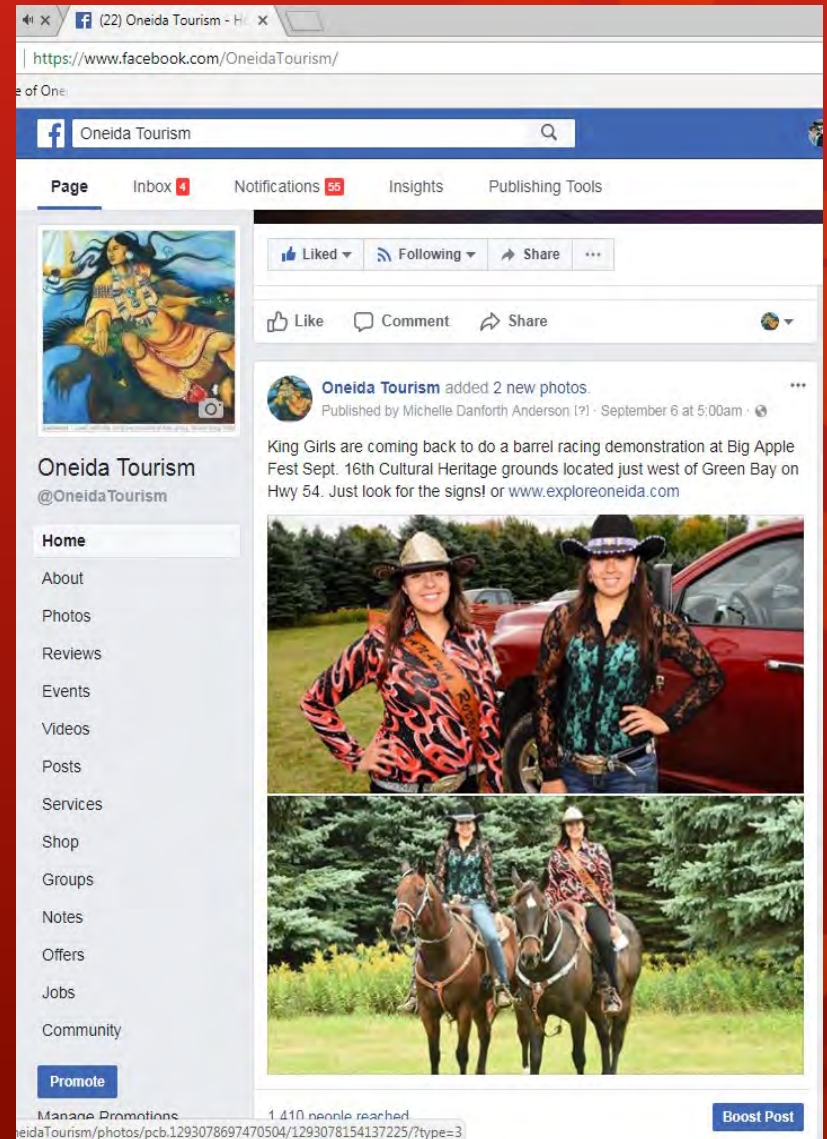 (22) Oneida Tourism - Ho
https://www.facebook.com/OneidaTourism/
e of One
Oneida Tourism
Page Inbox 4 Notifications 55 Insights Publishing Tools
Liked Following Share
Like Comment Share
Oneida Tourism added 2 new photos.
Published by Michelle Danforth Anderson [?] · September 6 at 5:00am
King Girls are coming back to do a barrel racing demonstration at Big Apple
Fest Sept. 16th Cultural Heritage grounds located just west of Green Bay on
Hwy 54. Just look for the signs! or www.exploreoneida.com
Oneida Tourism
@OneidaTourism
Home
About
Photos
Reviews
Events
Videos
Posts
Services
Shop
Groups
Notes
Offers
Jobs
Community
Promote
Manage Promotions
1,410 people reached
Boost Post
neidaTourism/photos/pcb.1293078697470504/1293078154137225/?type=3